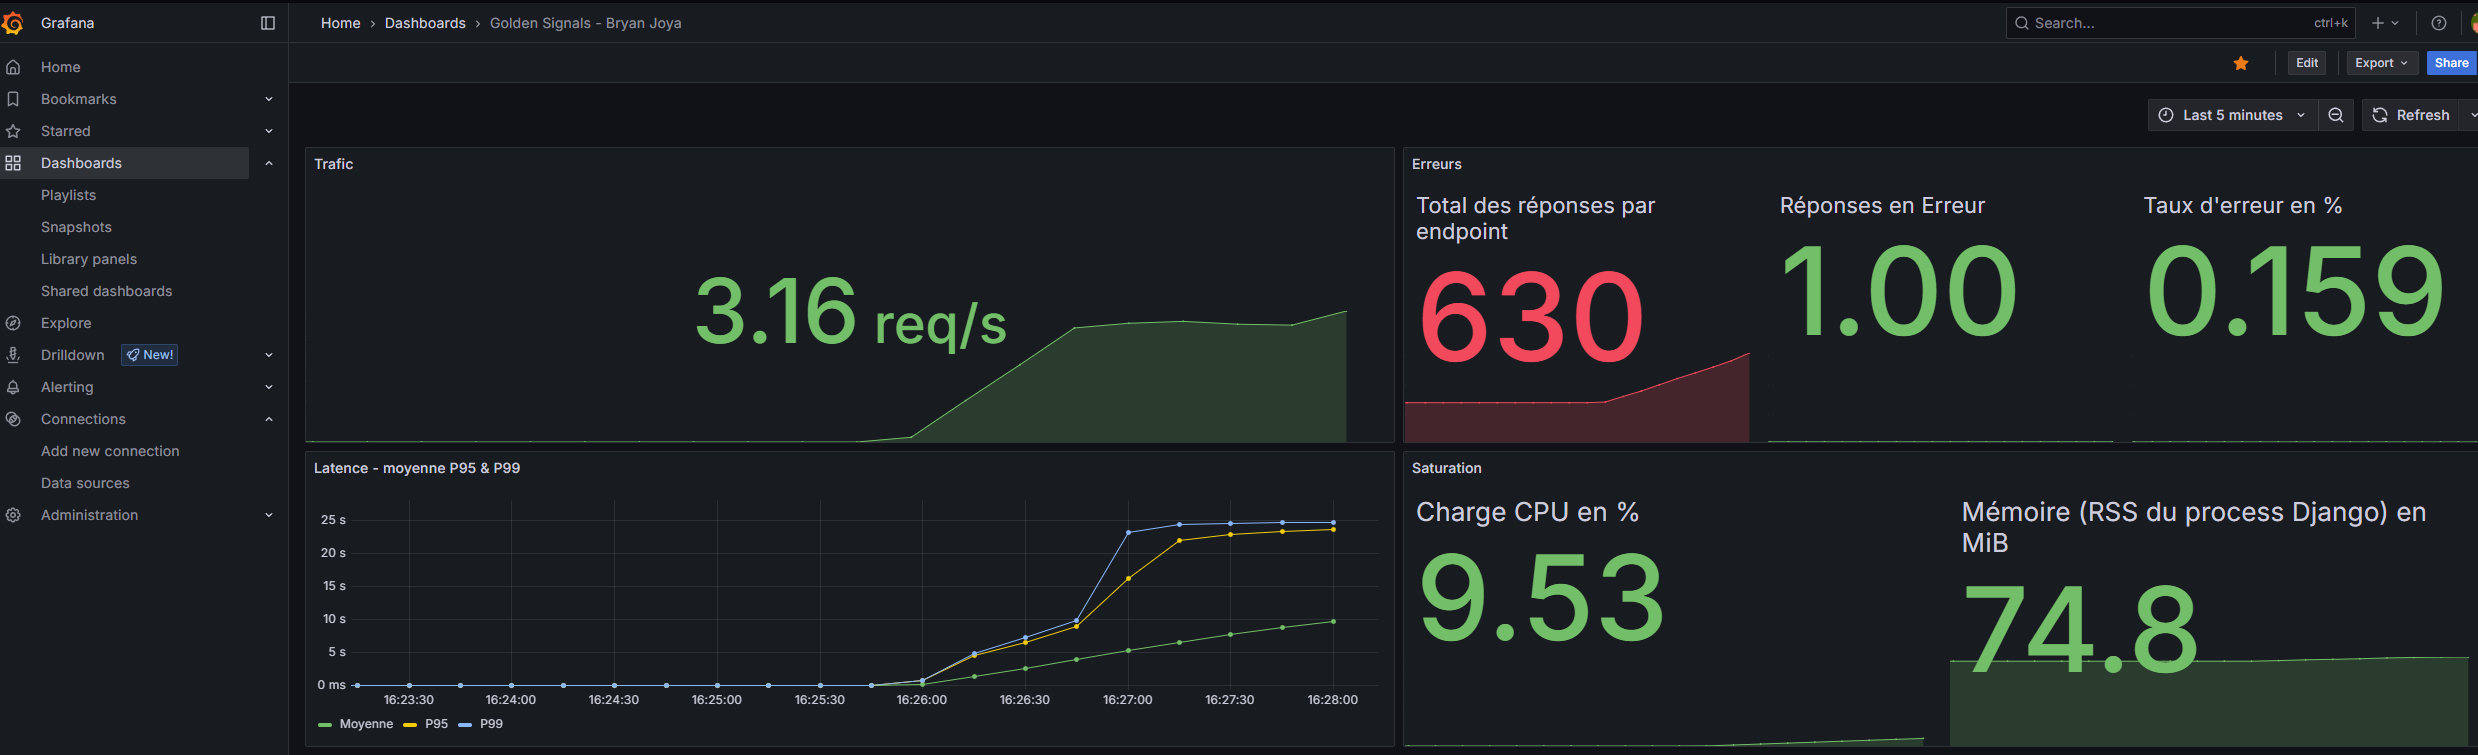 Grafana
Home › Dashboards › Golden Signals - Bryan Joya
Search... ctrl+k
Edit
Export
Share
Home
Bookmarks
Starred
Dashboards
Playlists
Snapshots
Library panels
Shared dashboards
Explore
Drilldown New!
Alerting
Connections
Add new connection
Data sources
Administration
Last 5 minutes
Refresh
Trafic
3.16 req/s
Erreurs
Total des réponses par
endpoint
630
Réponses en Erreur
1.00
Taux d'erreur en %
0.159
Latence - moyenne P95 & P99
25 s
20 s
15 s
10 s
5 s
0 ms
16:23:30 16:24:00 16:24:30 16:25:00 16:25:30 16:26:00 16:26:30 16:27:00 16:27:30 16:28:00
Moyenne P95 P99
Saturation
Charge CPU en %
9.53
Mémoire (RSS du process Django) en
MiB
74.8